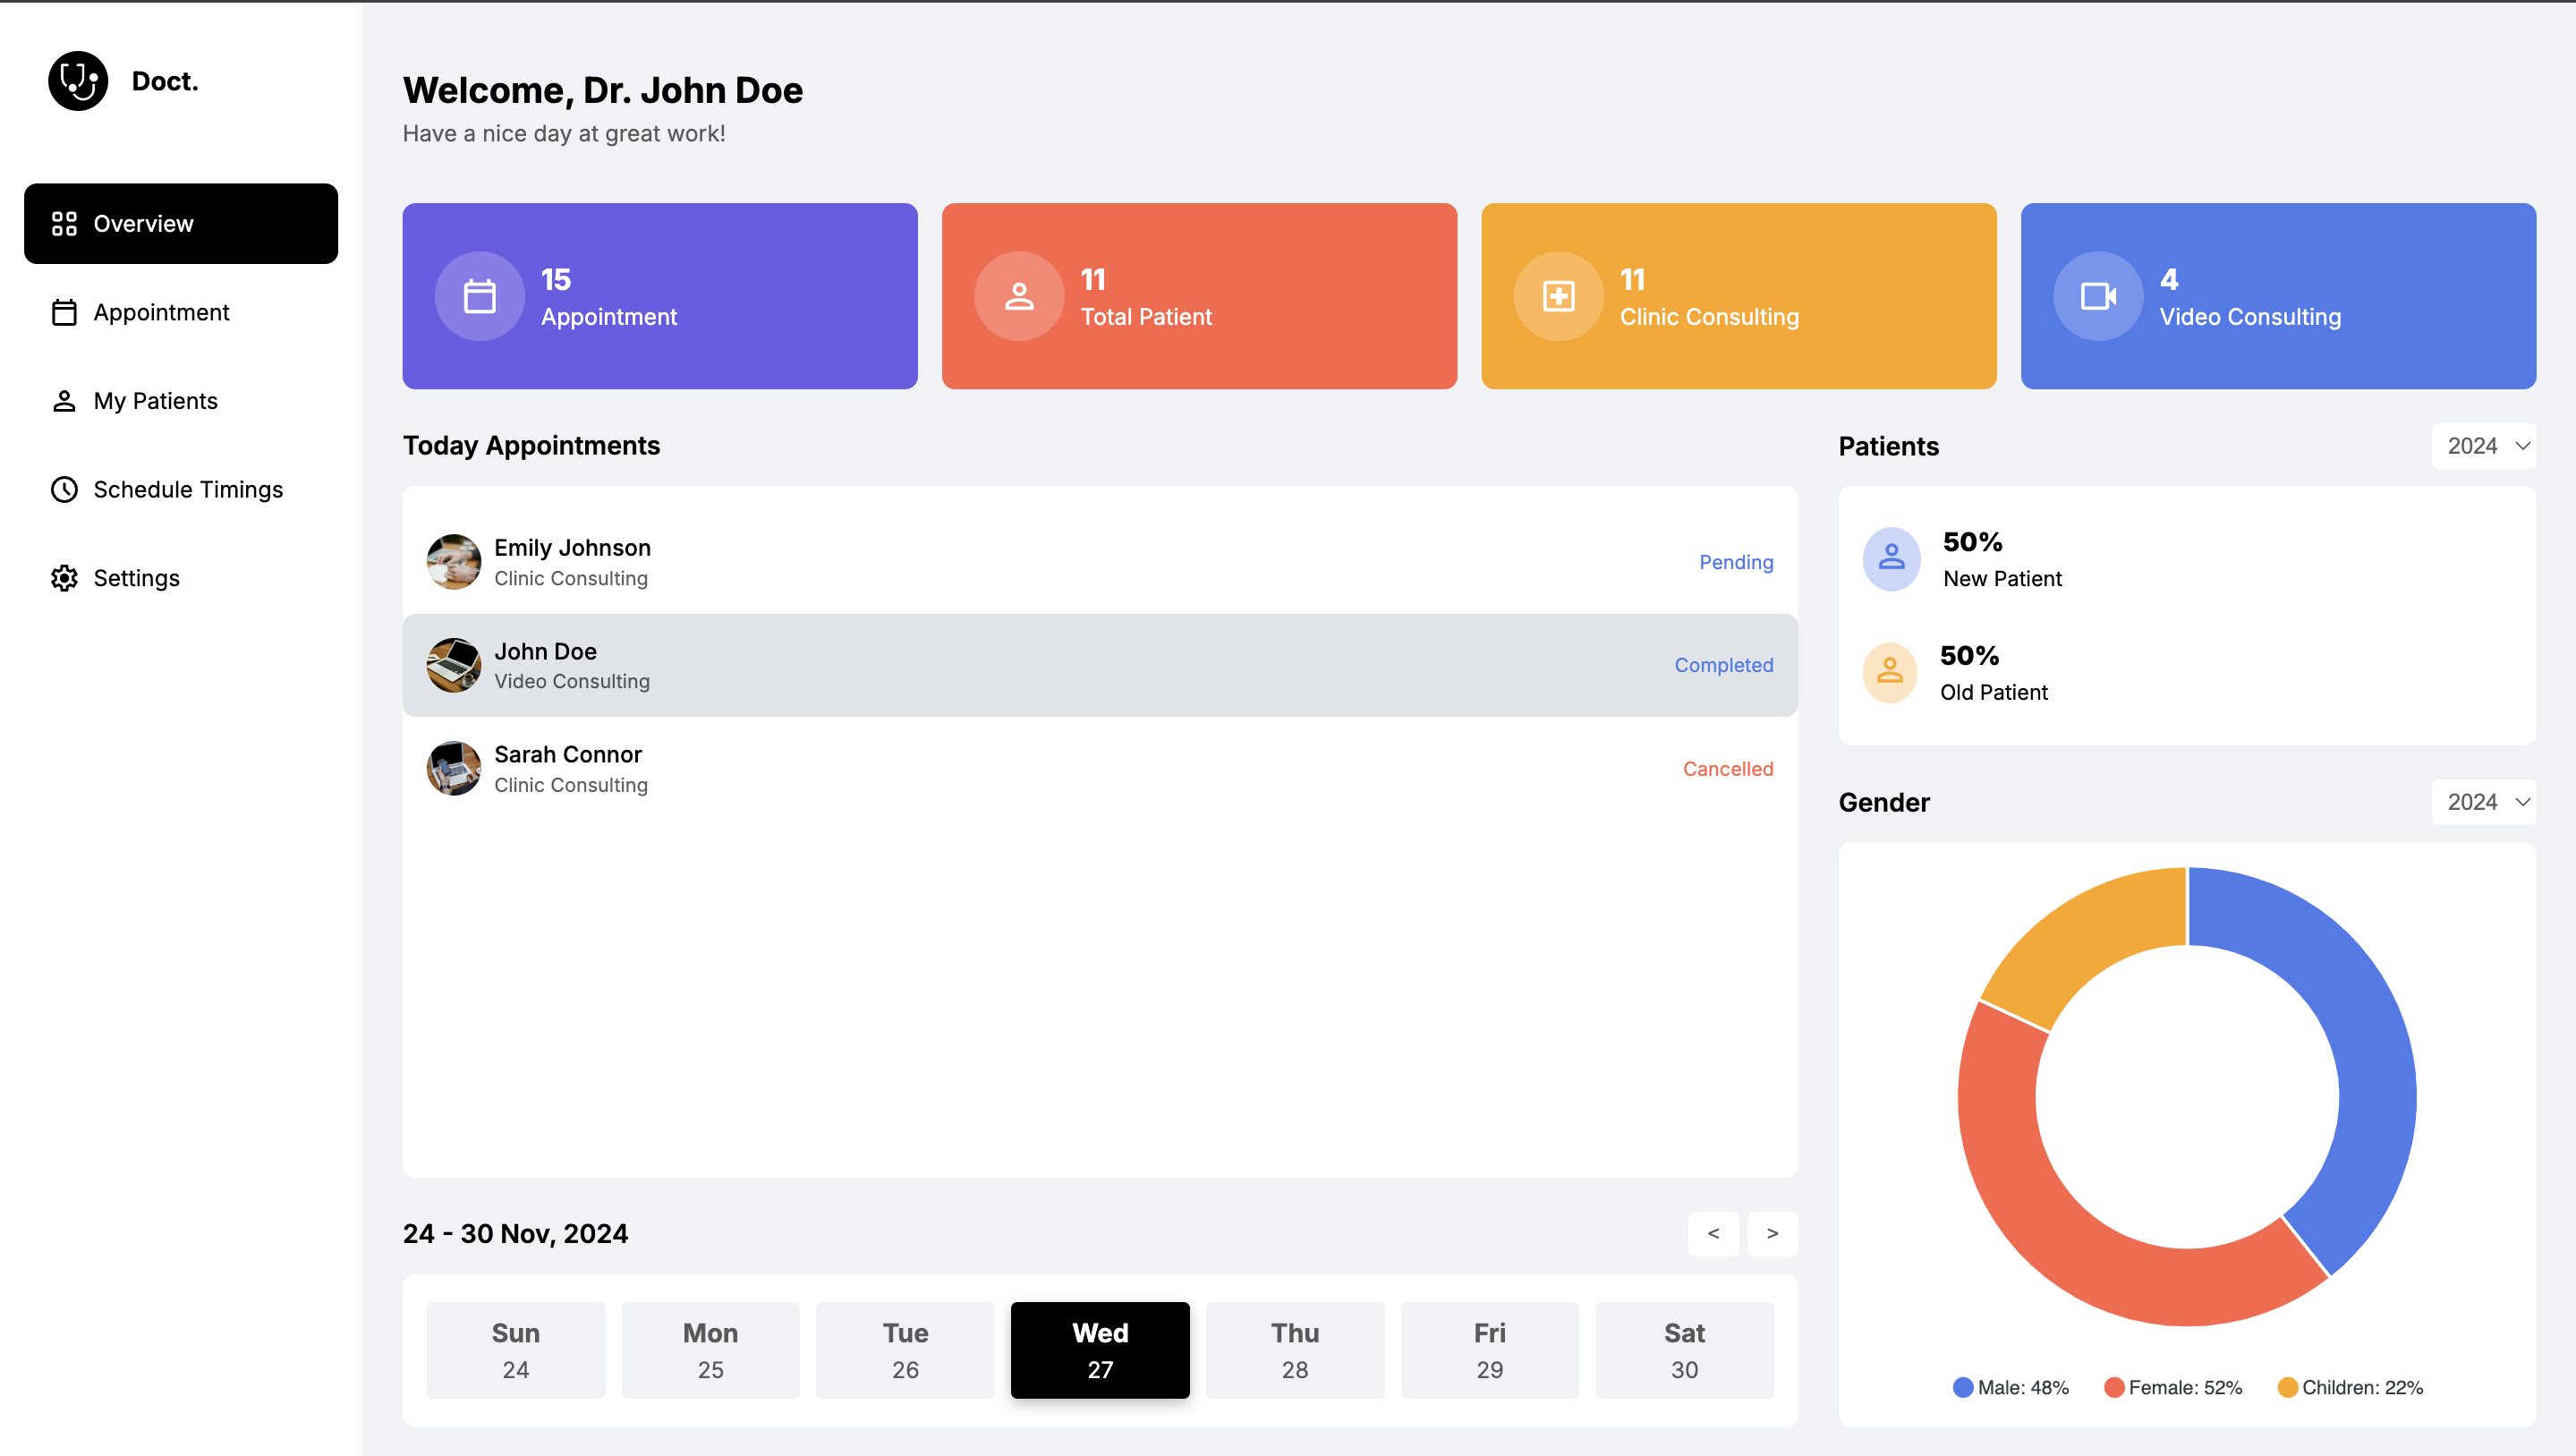 Doct.
Overview
Appointment
My Patients
Schedule Timings
Settings
Welcome, Dr. John Doe
Have a nice day at great work!
15
Appointment
11
Total Patient
11
Clinic Consulting
4
Video Consulting
Today Appointments
Emily Johnson
Clinic Consulting
Pending
John Doe
Video Consulting
Completed
Sarah Connor
Clinic Consulting
Cancelled
24 - 30 Nov, 2024
< >
Sun Mon Tue Wed Thu Fri Sat
24 25 26 27 28 29 30
Patients
2024
50%
New Patient
50%
Old Patient
Gender
2024
Male: 48% Female: 52% Children: 22%